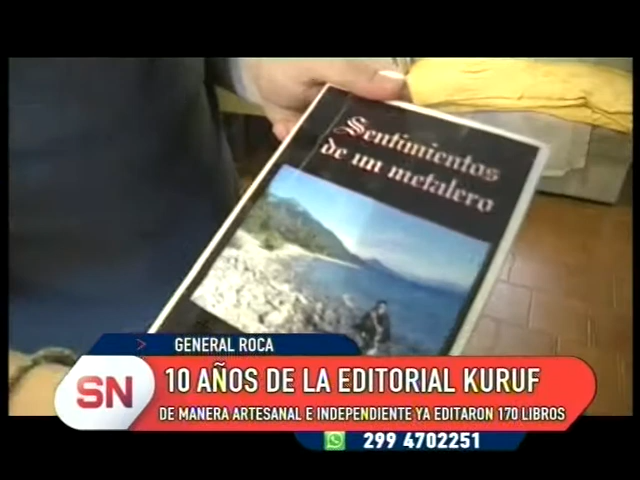 Sentimientos
de un metalero
GENERAL ROCA
SN
10 AÑOS DE LA EDITORIAL KURUF
DE MANERA ARTESANAL E INDEPENDIENTE YA EDITARON 170 LIBROS
299 4702251